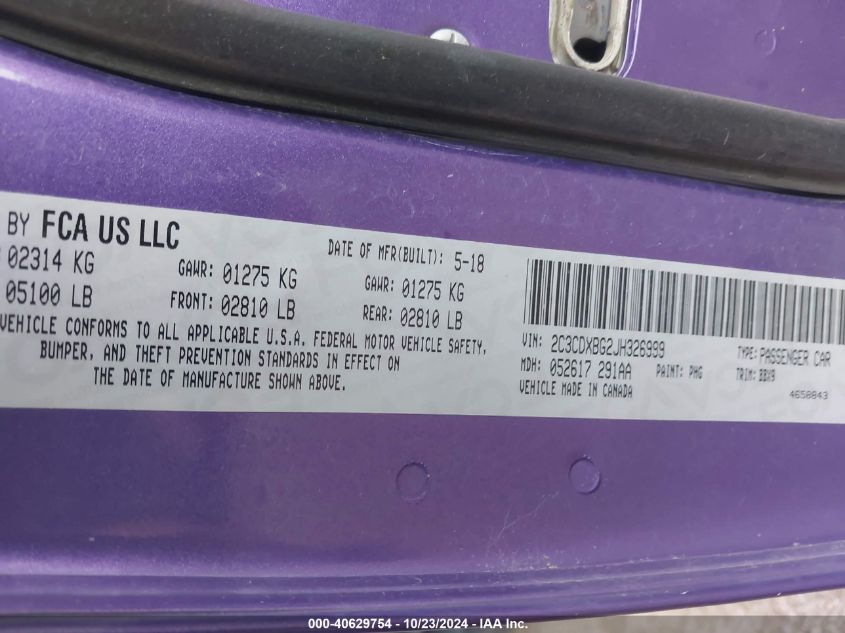 BY FCA US LLC
DATE OF MFR(BUILT): 5-18
02314 KG GAWR: 01275 KG GAWR: 01275 KG
05100 LB FRONT: 02810 LB REAR: 02810 LB
VEHICLE CONFORMS TO ALL APPLICABLE U.S.A. FEDERAL MOTOR VEHICLE SAFETY,
BUMPER, AND THEFT PREVENTION STANDARDS IN EFFECT ON
THE DATE OF MANUFACTURE SHOWN ABOVE.
VIN: 2C3CDXBG2JH326999 TYPE: PASSENGER CAR
MDH: 052617 291AA PAINT: PHG TRIM: BBX9
VEHICLE MADE IN CANADA 4658843
000-40629754 - 10/23/2024 - IAA Inc.